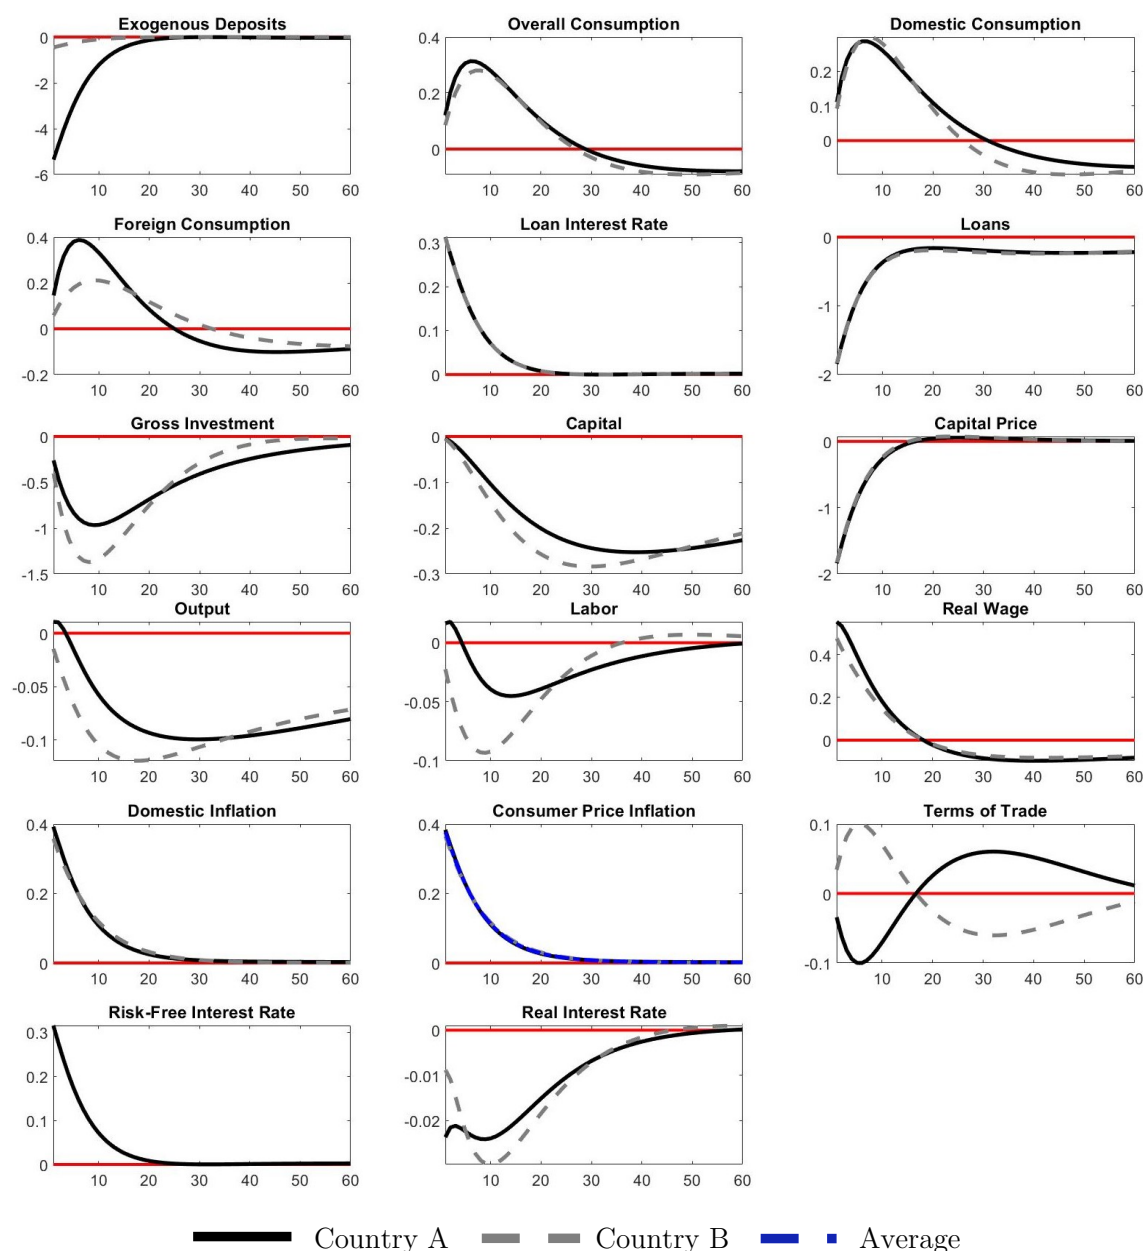 Exogenous Deposits
0
-2
-4
-6
10 20 30 40 50 60
Overall Consumption
0.4
0.2
0
10 20 30 40 50 60
Domestic Consumption
0.2
0.1
0
10 20 30 40 50 60
Foreign Consumption
0.4
0.2
0
-0.2
10 20 30 40 50 60
Loan Interest Rate
0.3
0.2
0.1
0
10 20 30 40 50 60
Loans
0
-1
-2
10 20 30 40 50 60
Gross Investment
0
-0.5
-1
-1.5
10 20 30 40 50 60
Capital
0
-0.1
-0.2
-0.3
10 20 30 40 50 60
Capital Price
0
-1
-2
10 20 30 40 50 60
Output
0
-0.05
-0.1
10 20 30 40 50 60
Labor
0
-0.05
-0.1
10 20 30 40 50 60
Real Wage
0.4
0.2
0
10 20 30 40 50 60
Domestic Inflation
0.4
0.2
0
10 20 30 40 50 60
Consumer Price Inflation
0.4
0.2
0
10 20 30 40 50 60
Terms of Trade
0.1
0
-0.1
10 20 30 40 50 60
Risk-Free Interest Rate
0.3
0.2
0.1
0
10 20 30 40 50 60
Real Interest Rate
0
-0.01
-0.02
10 20 30 40 50 60
Country A Country B Average